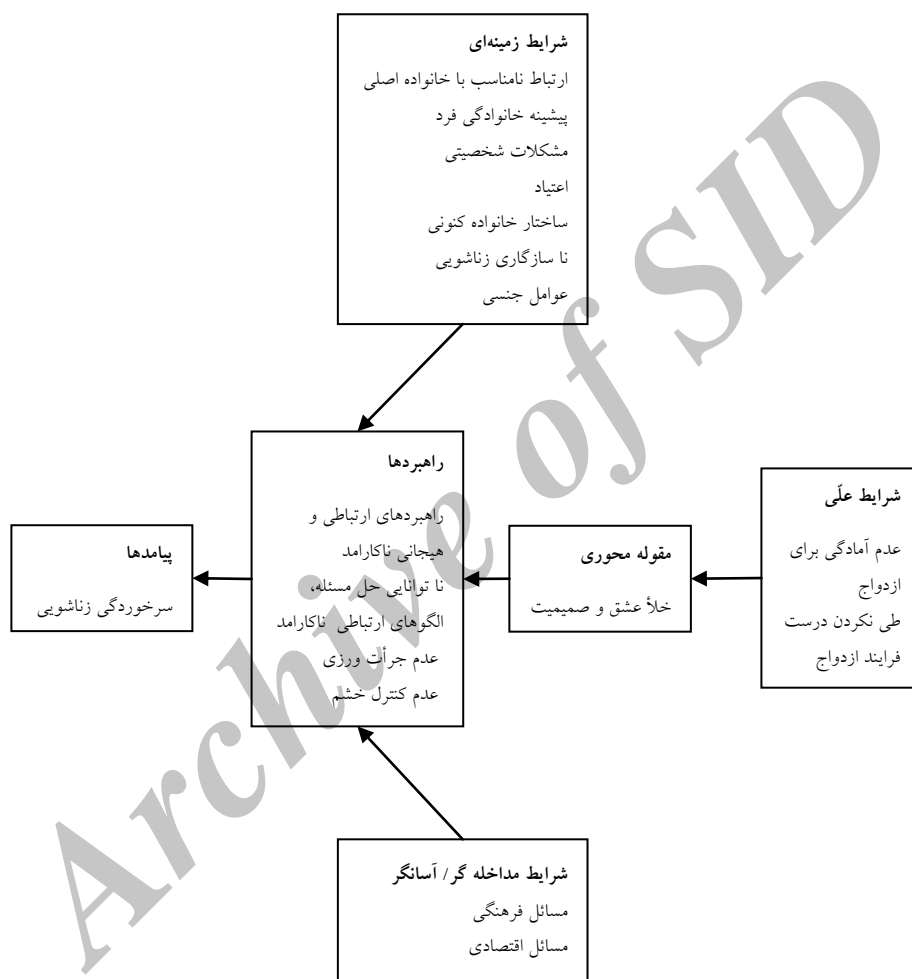 شرایط زمینه‌ای
ارتباط نامناسب با خانواده اصلی
پیشینه خانوادگی فرد
مشکلات شخصیتی
اعتیاد
ساختار خانواده کنونی
نا سازگاری زناشویی
عوامل جنسی
شرایط علّی
عدم آمادگی برای
ازدواج
طی نکردن درست
فرایند ازدواج
مقوله محوری
خلأ عشق و صمیمیت
راهبردها
راهبردهای ارتباطی و
هیجانی ناکارامد
نا توانایی حل مسئله،
الگوهای ارتباطی ناکارامد
عدم جرأت ورزی
عدم کنترل خشم
پیامدها
سرخوردگی زناشویی
شرایط مداخله گر/ آسانگر
مسائل فرهنگی
مسائل اقتصادی
Archive of SID